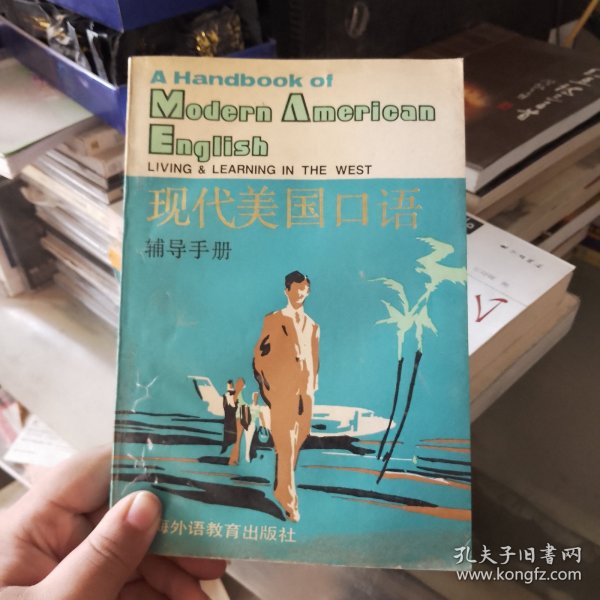 A Handbook of
Modern American
English
LIVING & LEARNING IN THE WEST
现代美国口语
辅导手册
海外语教育出版社
孔夫子旧书网
www.kongfz.com